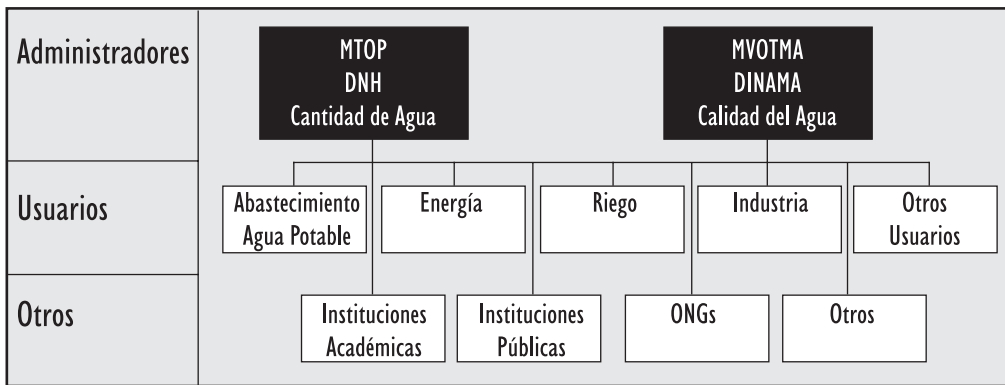 Administradores
MTOP
DNH
Cantidad de Agua
MVOTMA
DINAMA
Calidad del Agua
Usuarios
Abastecimiento
Agua Potable
Energía
Riego
Industria
Otros
Usuarios
Otros
Instituciones
Académicas
Instituciones
Públicas
ONGs
Otros